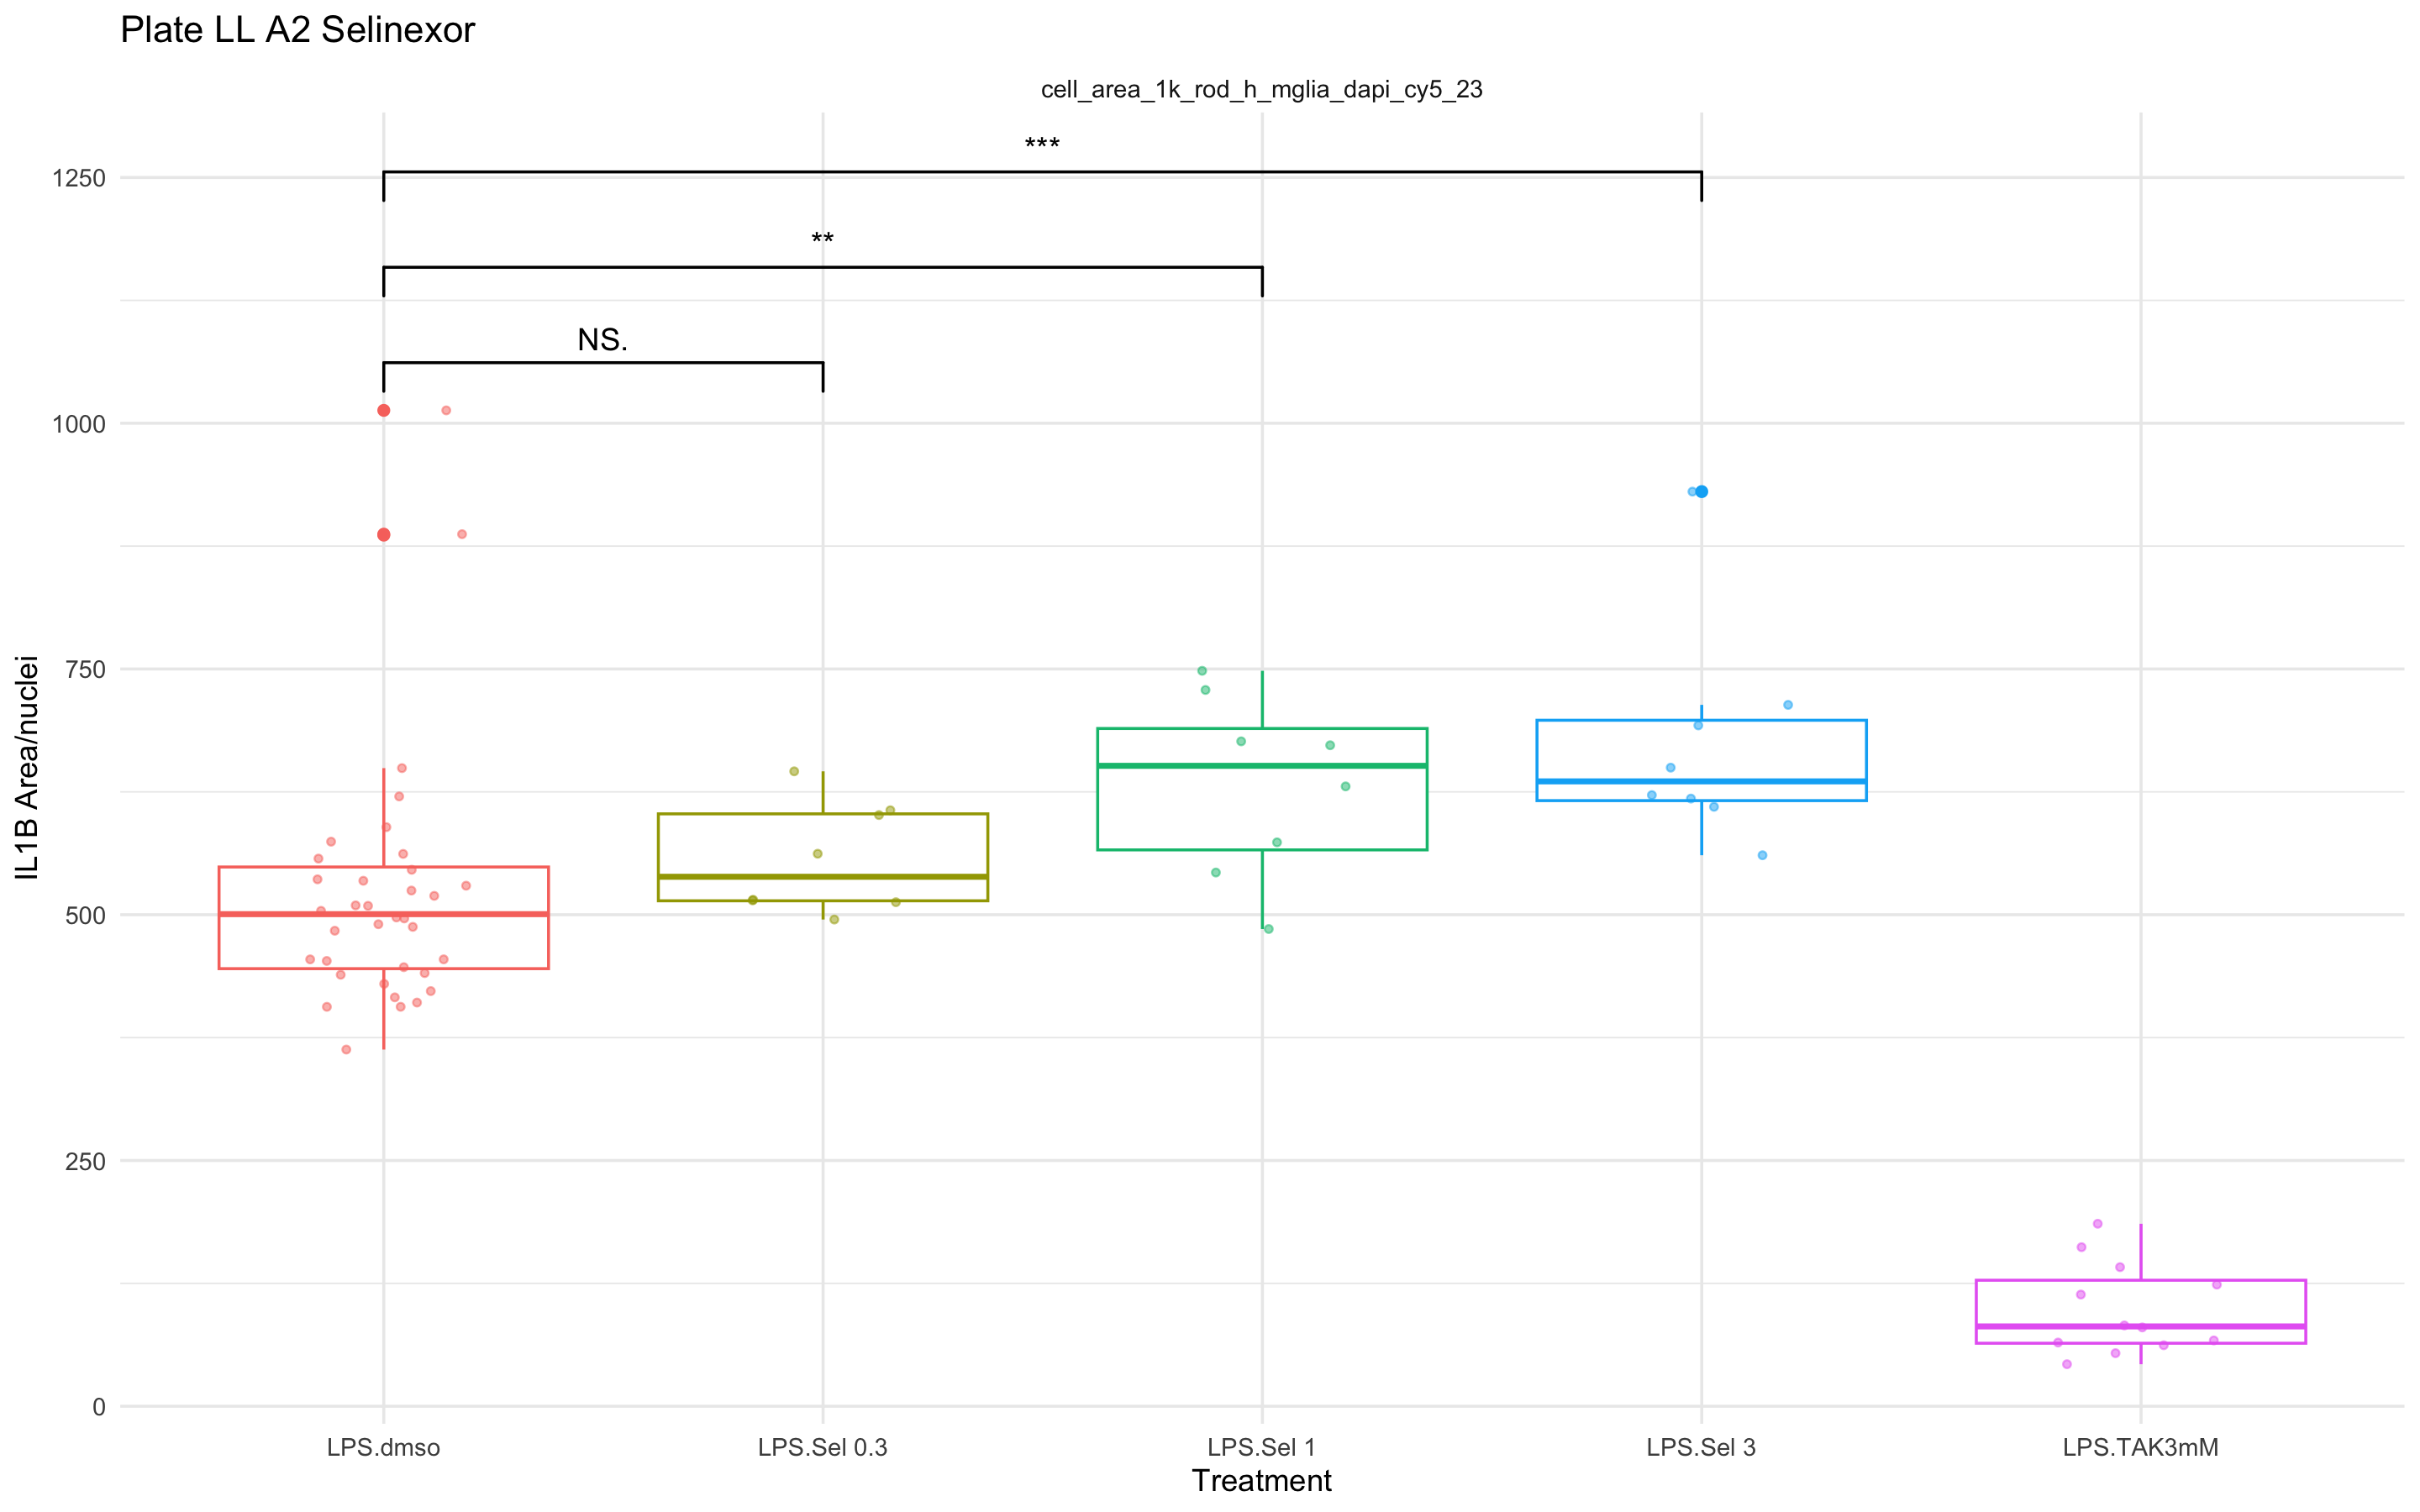 Plate LL A2 Selinexor
cell_area_1k_rod_h_mglia_dapi_cy5_23
***
**
NS.
1250
1000
750
500
250
0
IL1B Area/nuclei
LPS.dmso
LPS.Sel 0.3
LPS.Sel 1
LPS.Sel 3
LPS.TAK3mM
Treatment